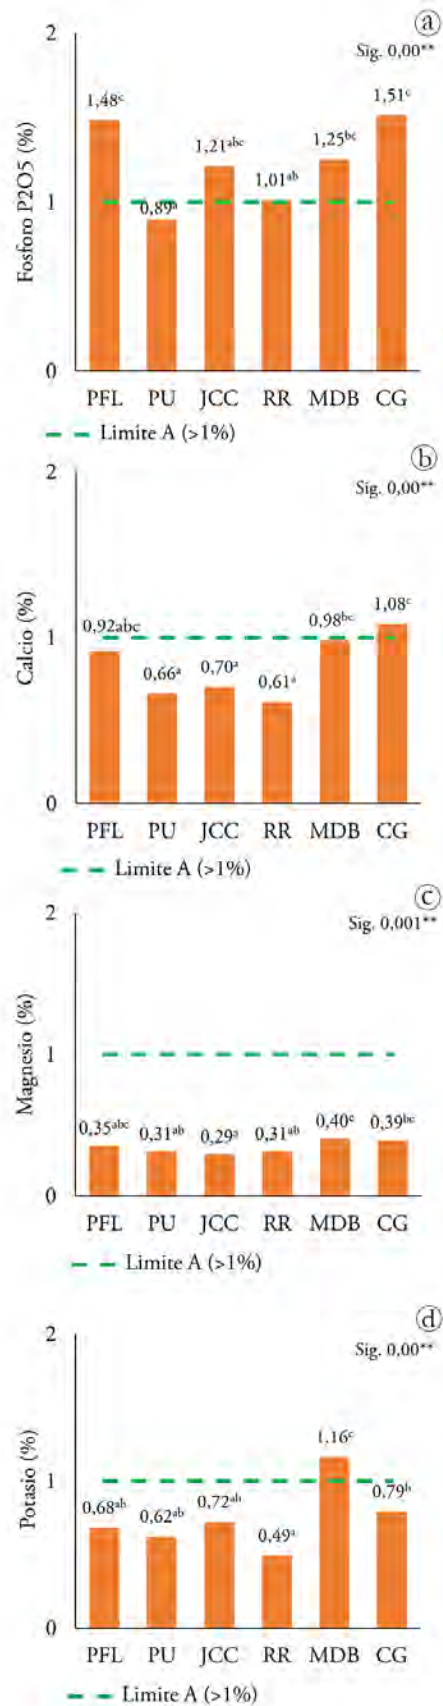 a
Sig. 0,00**
Fosforo P2O5 (%)
2
1
0
1,48ᶜ
0,89ᵃ
1,21ᵃᵇᶜ
1,01ᵃᵇ
1,25ᵇᶜ
1,51ᶜ
PFL PU JCC RR MDB CG
Limite A (>1%)
b
Sig. 0,00**
Calcio (%)
2
1
0
0,92abc
0,66ᵃ
0,70ᵃ
0,61ᵃ
0,98ᵇᶜ
1,08ᶜ
PFL PU JCC RR MDB CG
Limite A (>1%)
c
Sig. 0,001**
Magnesio (%)
2
1
0
0,35ᵃᵇᶜ
0,31ᵃᵇ
0,29ᵃ
0,31ᵃᵇ
0,40ᶜ
0,39ᵇᶜ
PFL PU JCC RR MDB CG
Limite A (>1%)
d
Sig. 0,00**
Potasio (%)
2
1
0
0,68ᵃᵇ
0,62ᵃᵇ
0,72ᵃᵇ
0,49ᵃ
1,16ᶜ
0,79ᵇ
PFL PU JCC RR MDB CG
Limite A (>1%)